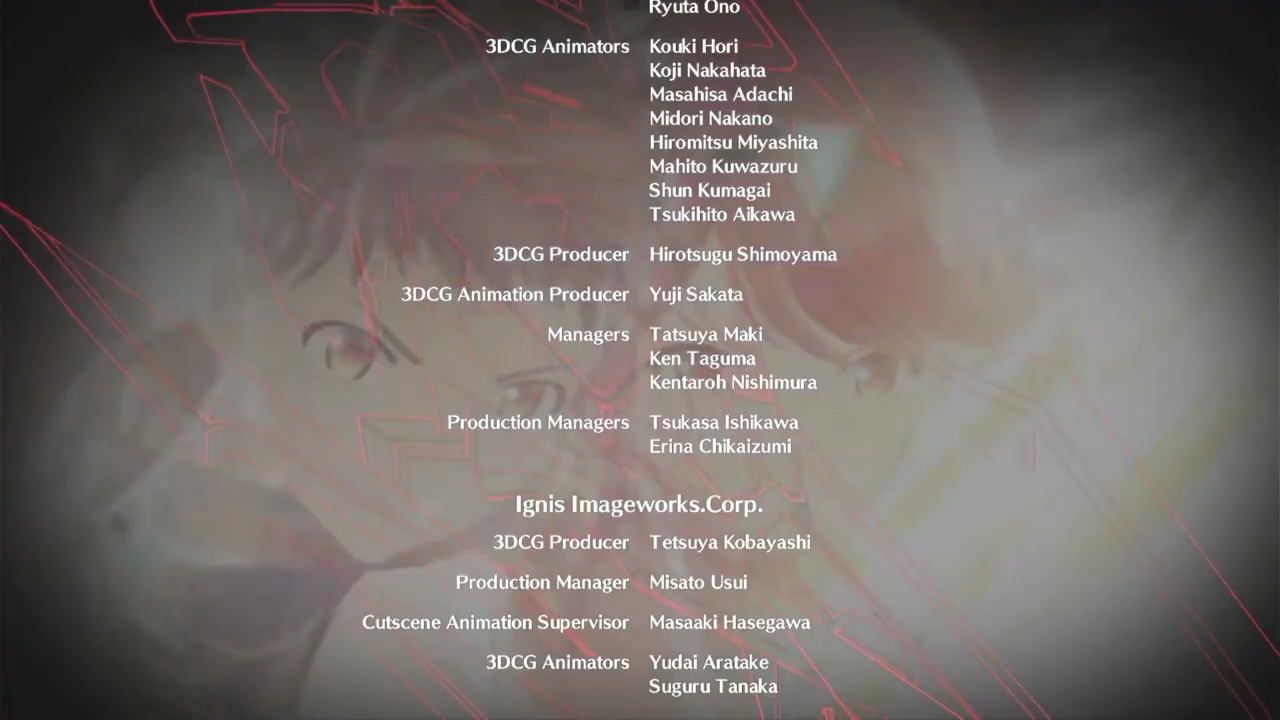 Ryuta Ono
3DCG Animators Kouki Hori
Koji Nakahata
Masahisa Adachi
Midori Nakano
Hiromitsu Miyashita
Mahito Kuwazuru
Shun Kumagai
Tsukihito Aikawa
3DCG Producer Hirotsugu Shimoyama
3DCG Animation Producer Yuji Sakata
Managers Tatsuya Maki
Ken Taguma
Kentaroh Nishimura
Production Managers Tsukasa Ishikawa
Erina Chikaizumi
Ignis Imageworks.Corp.
3DCG Producer Tetsuya Kobayashi
Production Manager Misato Usui
Cutscene Animation Supervisor Masaaki Hasegawa
3DCG Animators Yudai Aratake
Suguru Tanaka